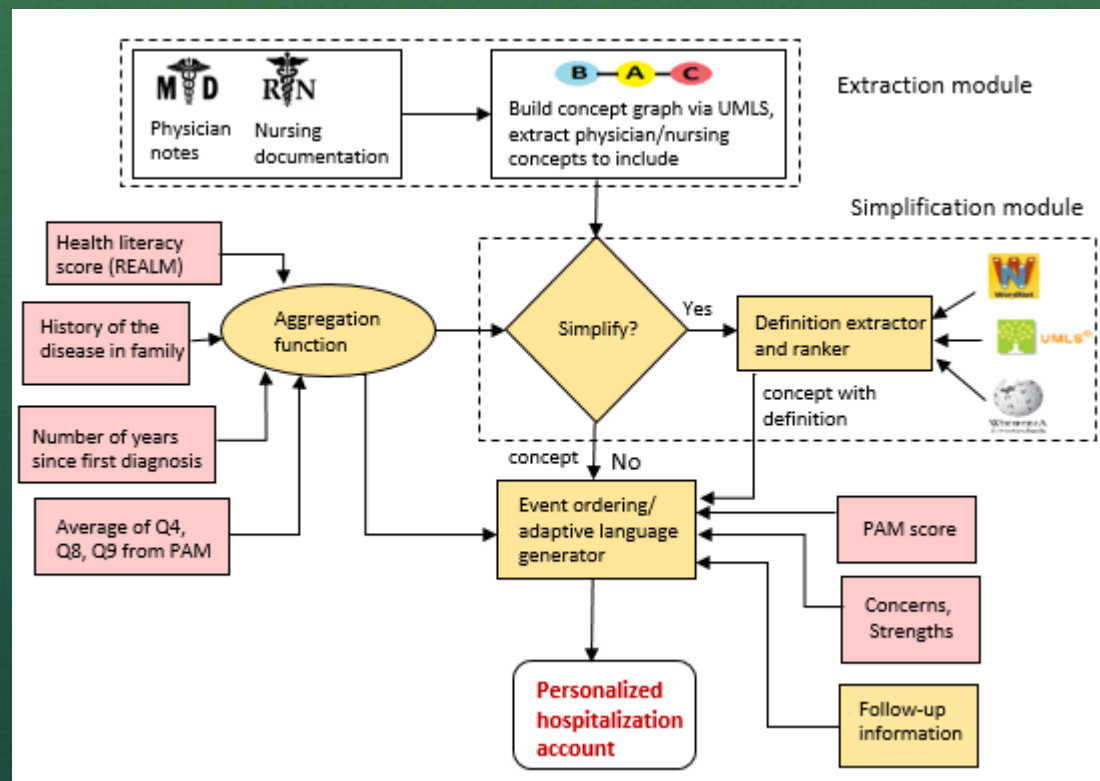 M D
RN
Physician
notes
Nursing
documentation
B A C
Build concept graph via UMLS,
extract physician/nursing
concepts to include
Extraction module
Simplification module
Health literacy
score (REALM)
History of the
disease in family
Number of years
since first diagnosis
Average of Q4,
Q8, Q9 from PAM
Aggregation
function
Simplify?
Yes
Definition extractor
and ranker
W
WordNet
UMLS®
concept with
definition
concept
No
Event ordering/
adaptive language
generator
PAM score
Concerns,
Strengths
Follow-up
information
Personalized
hospitalization
account